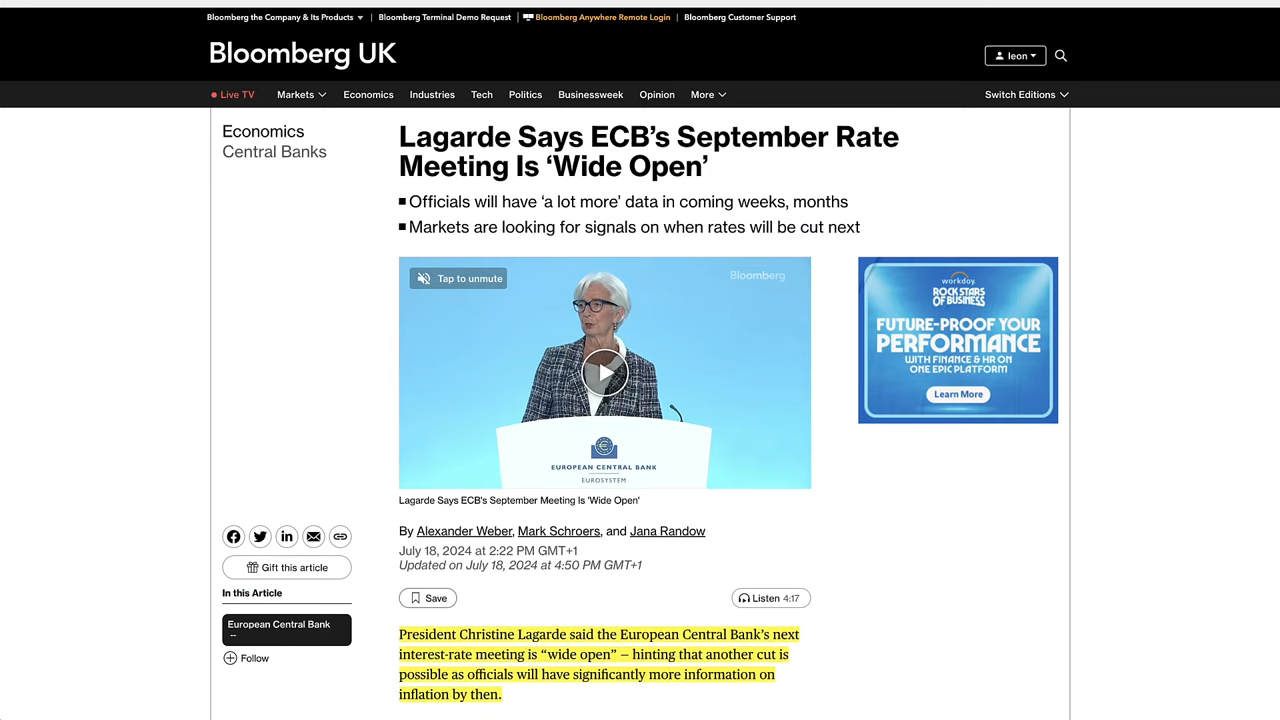 Bloomberg the Company & Its Products
Bloomberg Terminal Demo Request
Bloomberg Anywhere Remote Login
Bloomberg Customer Support
Bloomberg UK
leon
Live TV
Markets
Economics
Industries
Tech
Politics
Businessweek
Opinion
More
Switch Editions
Economics
Central Banks
Lagarde Says ECB’s September Rate
Meeting Is ‘Wide Open’
Officials will have ‘a lot more’ data in coming weeks, months
Markets are looking for signals on when rates will be cut next
Tap to unmute
Bloomberg
EUROPEAN CENTRAL BANK
EUROSYSTEM
workday.
ROCK STARS
OF BUSINESS
FUTURE-PROOF YOUR
PERFORMANCE
WITH FINANCE & HR ON
ONE EPIC PLATFORM
Learn More
Lagarde Says ECB's September Meeting Is 'Wide Open'
By Alexander Weber, Mark Schroers, and Jana Randow
July 18, 2024 at 2:22 PM GMT+1
Updated on July 18, 2024 at 4:50 PM GMT+1
Gift this article
In this Article
European Central Bank
--
Follow
Save
Listen 4:17
President Christine Lagarde said the European Central Bank’s next
interest-rate meeting is “wide open” – hinting that another cut is
possible as officials will have significantly more information on
inflation by then.